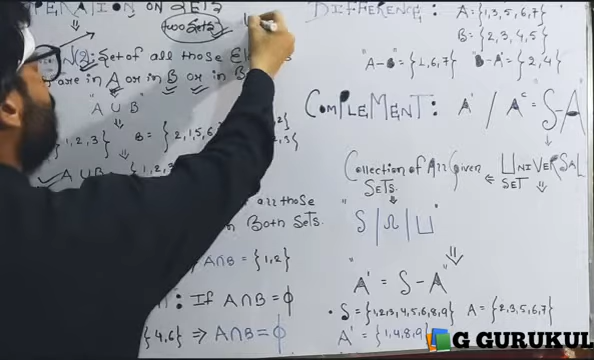 ON SETS
two Sets
Set of all those
are in A or in B or in B
A ∪ B
1, 2, 3} B = { 2, 1, 5, 6
A ∪ B {1, 2
all those
Both Sets.
A∩B = {1,2}
: If A∩B = ϕ
{4,6} ⇒ A∩B = ϕ
DIFFERENCE: A = {1,3,5,6,7}
B = {2,3,4,5}
A-B = {1,6,7} B-A = {2,4}
COMPLEMENT: A' / Aᶜ = S-A
Collection of All Given SETS. ⇐ UNIVERSAL SET
"S / Ω / U"
A' = S - A"
• S = {1,2,3,4,5,6,8,9} A = {2,3,5,6,7}
A' = {1,4,8,9}
G GURUKUL